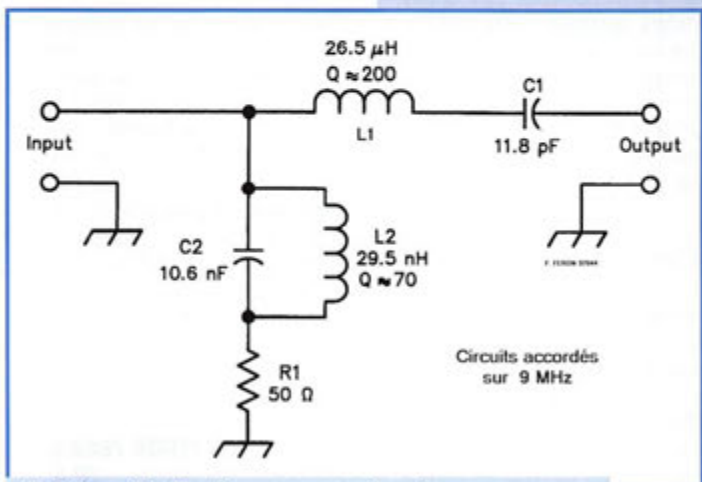 26.5 μH
Q ≈ 200
L1
C1
11.8 pF
Input
Output
C2
10.6 nF
L2
29.5 nH
Q ≈ 70
R1
50 Ω
Circuits accordés
sur 9 MHz